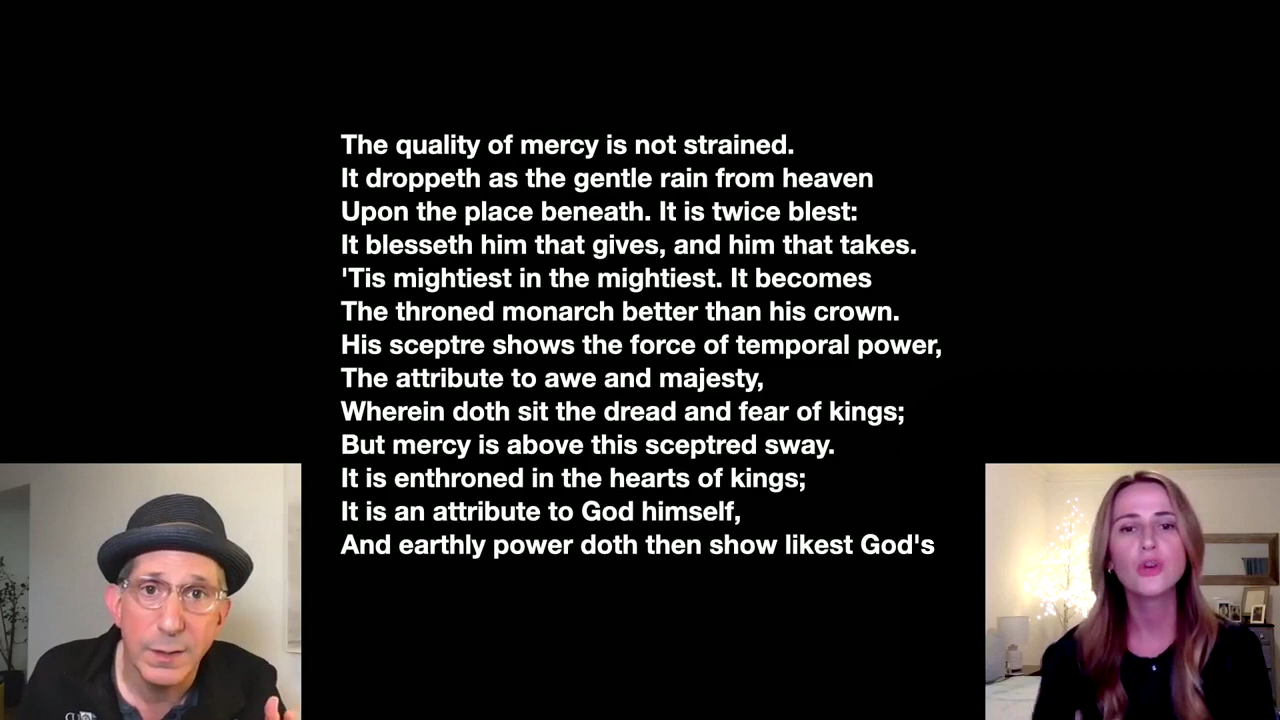 The quality of mercy is not strained.
It droppeth as the gentle rain from heaven
Upon the place beneath. It is twice blest:
It blesseth him that gives, and him that takes.
'Tis mightiest in the mightiest. It becomes
The throned monarch better than his crown.
His sceptre shows the force of temporal power,
The attribute to awe and majesty,
Wherein doth sit the dread and fear of kings;
But mercy is above this sceptred sway.
It is enthroned in the hearts of kings;
It is an attribute to God himself,
And earthly power doth then show likest God's